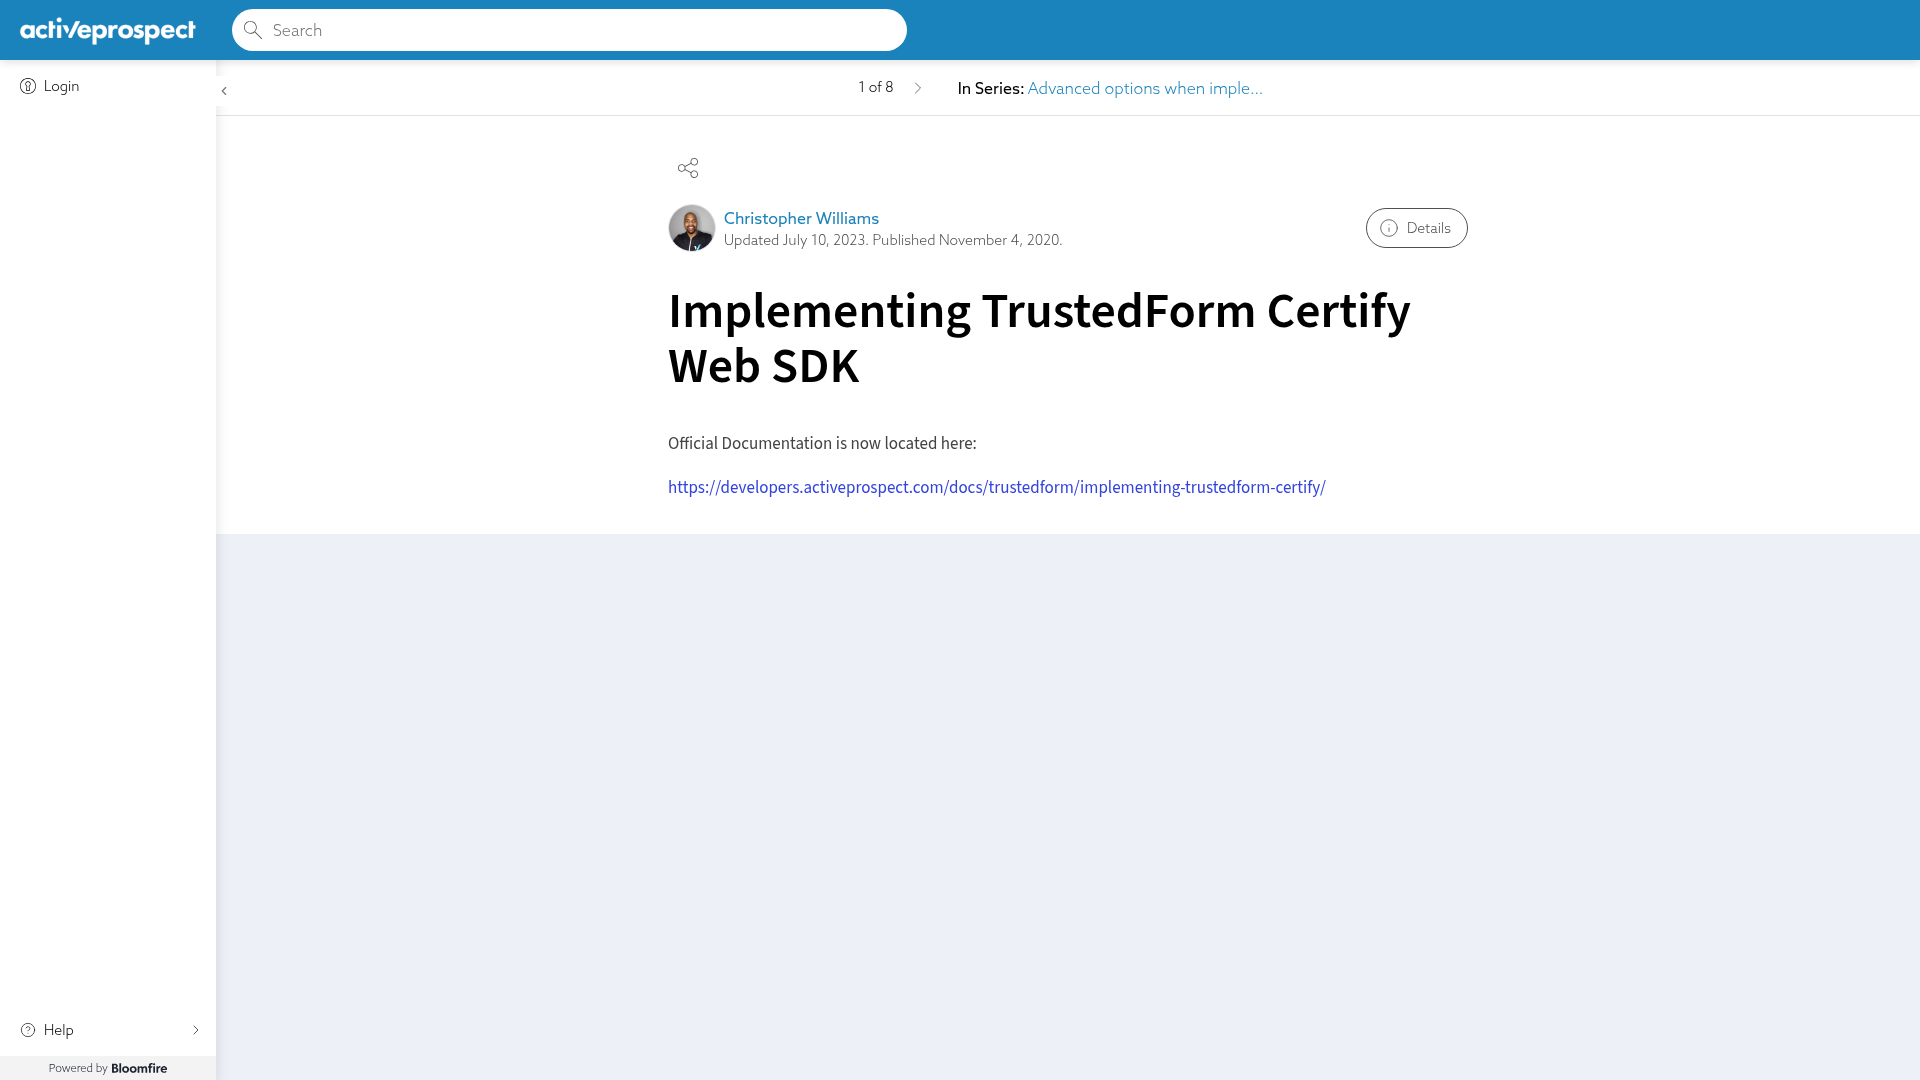 activeprospect
Search
Login
1 of 8
In Series: Advanced options when imple...
Christopher Williams
Updated July 10, 2023. Published November 4, 2020.
Details
Implementing TrustedForm Certify
Web SDK
Official Documentation is now located here:
https://developers.activeprospect.com/docs/trustedform/implementing-trustedform-certify/
Help
Powered by Bloomfire